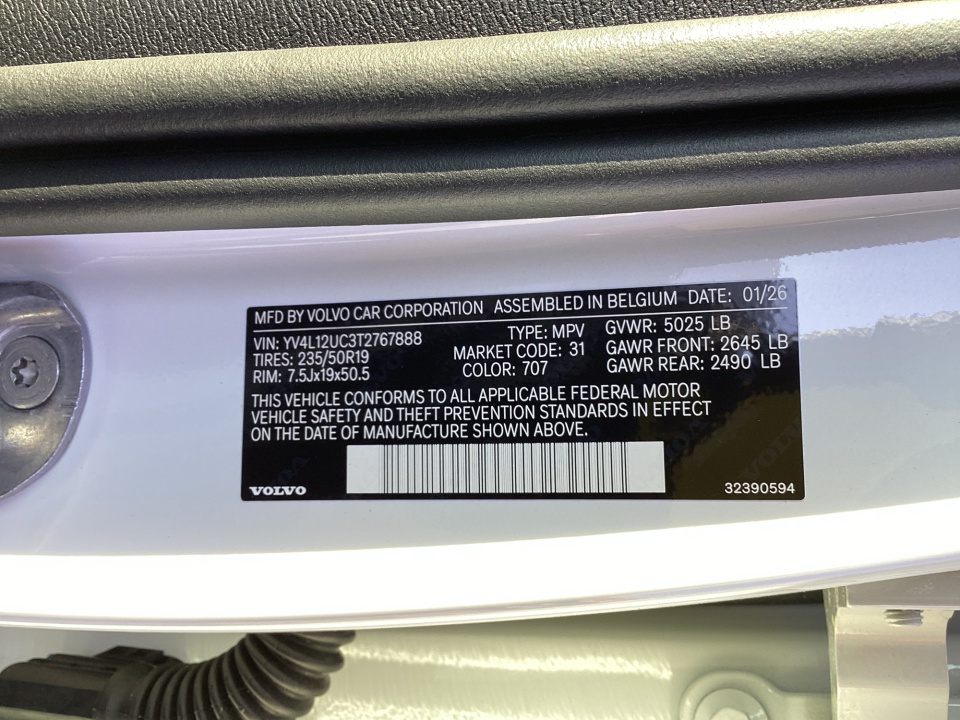 MFD BY VOLVO CAR CORPORATION ASSEMBLED IN BELGIUM DATE: 01/26
VIN: YV4L12UC3T2767888 TYPE: MPV GVWR: 5025 LB
TIRES: 235/50R19 MARKET CODE: 31 GAWR FRONT: 2645 LB
RIM: 7.5Jx19x50.5 COLOR: 707 GAWR REAR: 2490 LB
THIS VEHICLE CONFORMS TO ALL APPLICABLE FEDERAL MOTOR
VEHICLE SAFETY AND THEFT PREVENTION STANDARDS IN EFFECT
ON THE DATE OF MANUFACTURE SHOWN ABOVE.
VOLVO 32390594